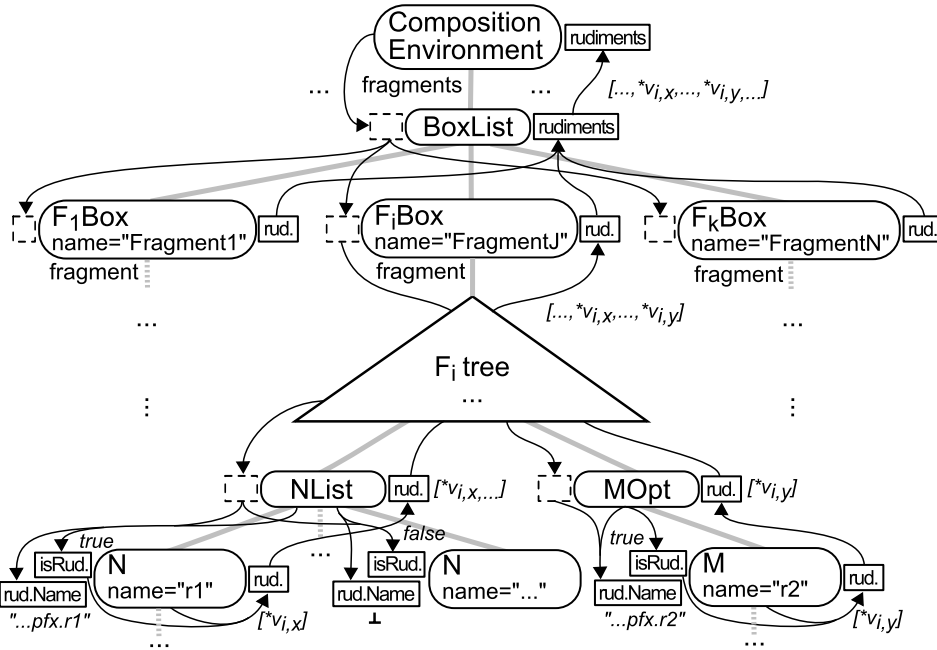 Composition
Environment
rudiments
fragments
...
...
[...,*vi,x,...,*vi,y,...]
BoxList
rudiments
F1Box
name="Fragment1"
rud.
FiBox
name="FragmentJ"
rud.
FkBox
name="FragmentN"
rud.
fragment
fragment
fragment
...
[...,*vi,x,...,*vi,y]
...
Fi tree
...
...
...
NList
rud.
[*vi,x,...]
MOpt
rud.
[*vi,y]
true
isRud.
rud.Name
"...pfx.r1"
N
name="r1"
rud.
[*vi,x]
...
...
false
isRud.
rud.Name
⊥
N
name="..."
true
isRud.
rud.Name
"...pfx.r2"
M
name="r2"
rud.
[*vi,y]
...